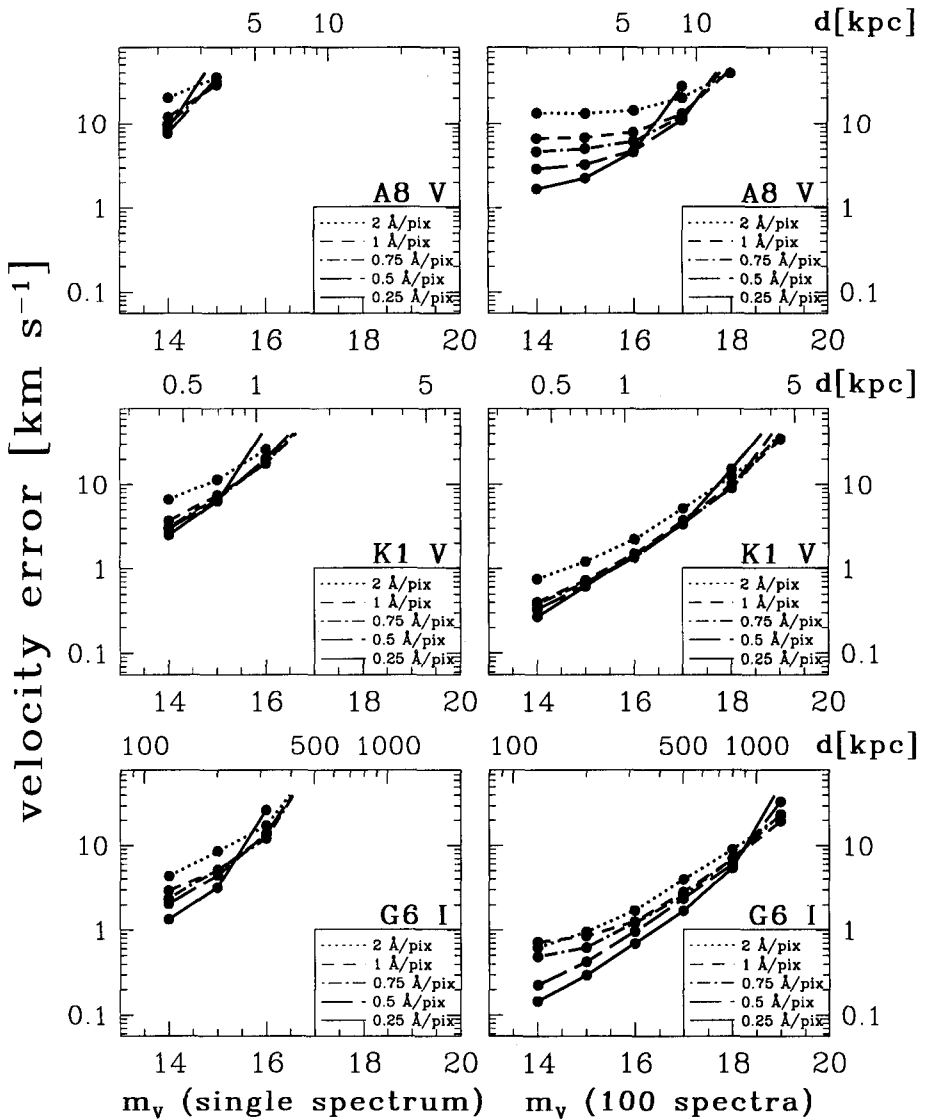 5 10 5 10 d[kpc]
10
1
0.1
A8 V
2 Å/pix
1 Å/pix
0.75 Å/pix
0.5 Å/pix
0.25 Å/pix
14 16 18 20
A8 V
2 Å/pix
1 Å/pix
0.75 Å/pix
0.5 Å/pix
0.25 Å/pix
10
1
0.1
14 16 18 20
velocity error [km s⁻¹]
0.5 1 5 0.5 1 5 d[kpc]
10
1
0.1
K1 V
2 Å/pix
1 Å/pix
0.75 Å/pix
0.5 Å/pix
0.25 Å/pix
14 16 18 20
K1 V
2 Å/pix
1 Å/pix
0.75 Å/pix
0.5 Å/pix
0.25 Å/pix
10
1
0.1
14 16 18 20
100 500 1000 100 500 1000 d[kpc]
10
1
0.1
G6 I
2 Å/pix
1 Å/pix
0.75 Å/pix
0.5 Å/pix
0.25 Å/pix
14 16 18 20
m_v (single spectrum)
G6 I
2 Å/pix
1 Å/pix
0.75 Å/pix
0.5 Å/pix
0.25 Å/pix
10
1
0.1
14 16 18 20
m_v (100 spectra)